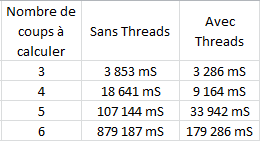 Nombre de
coups à
calculer
Sans Threads
Avec
Threads
3 3 853 mS 3 286 mS
4 18 641 mS 9 164 mS
5 107 144 mS 33 942 mS
6 879 187 mS 179 286 mS